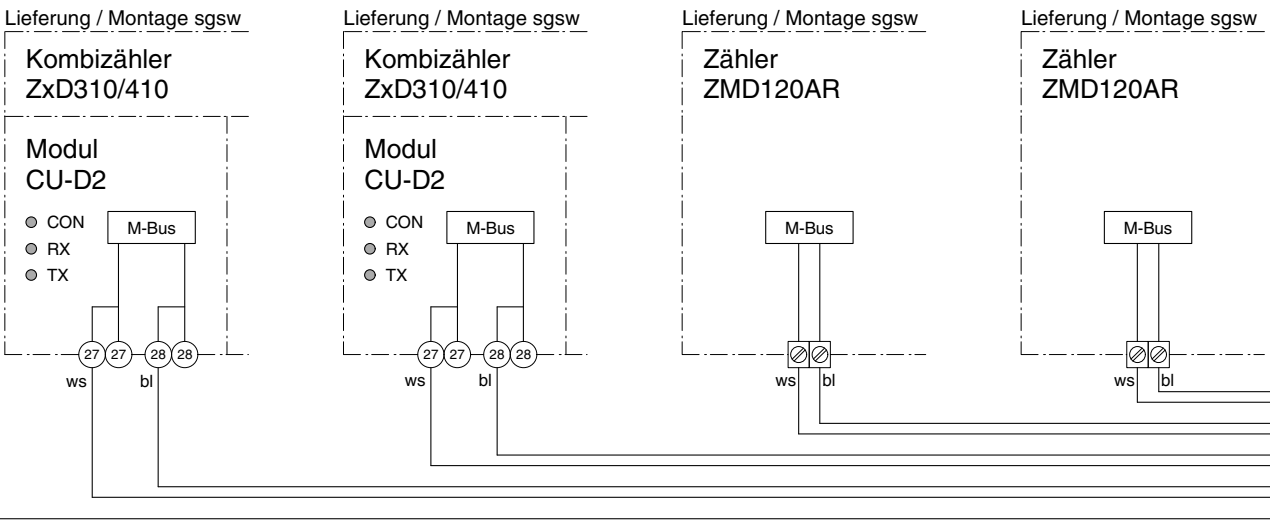 Lieferung / Montage sgsw
Kombizähler
ZxD310/410
Modul
CU-D2
CON
RX
TX
M-Bus
27 27 28 28
ws bl
Lieferung / Montage sgsw
Kombizähler
ZxD310/410
Modul
CU-D2
CON
RX
TX
M-Bus
27 27 28 28
ws bl
Lieferung / Montage sgsw
Zähler
ZMD120AR
M-Bus
ws bl
Lieferung / Montage sgsw
Zähler
ZMD120AR
M-Bus
ws bl